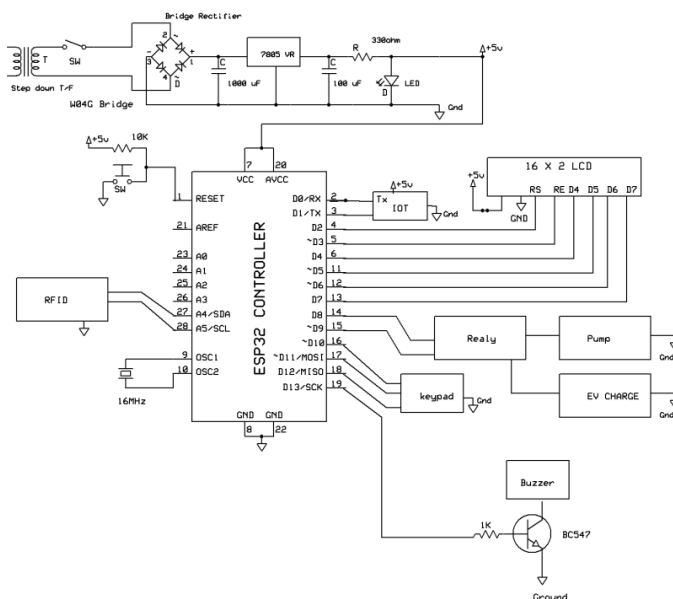 Bridge Rectifier
330ohm
7805 VR
R
+5v
2
~
-
+
3
1
4
~
D
T
SW
C
1000 uF
C
100 uF
LED
D
Step down T/F
W04G Bridge
Gnd
+5v
10K
SW
7
20
VCC
AVCC
16 X 2 LCD
+5v
RS RE D4 D5 D6 D7
GND
1 RESET
21 AREF
23 A0
24 A1
25 A2
26 A3
27 A4/SDA
28 A5/SCL
9 OSC1
10 OSC2
ESP32 CONTROLLER
D0/RX 2
D1/TX 3
D2 4
~D3 5
D4 6
~D5 11
~D6 12
D7 13
D8 14
~D9 15
~D10 16
~D11/MOSI 17
D12/MISO 18
D13/SCK 19
+5v
Tx
IOT
Gnd
RFID
16MHz
GND GND
8 22
Realy
Pump
Gnd
EV CHARGE
Gnd
keypad
Gnd
Buzzer
1K
BC547
Ground